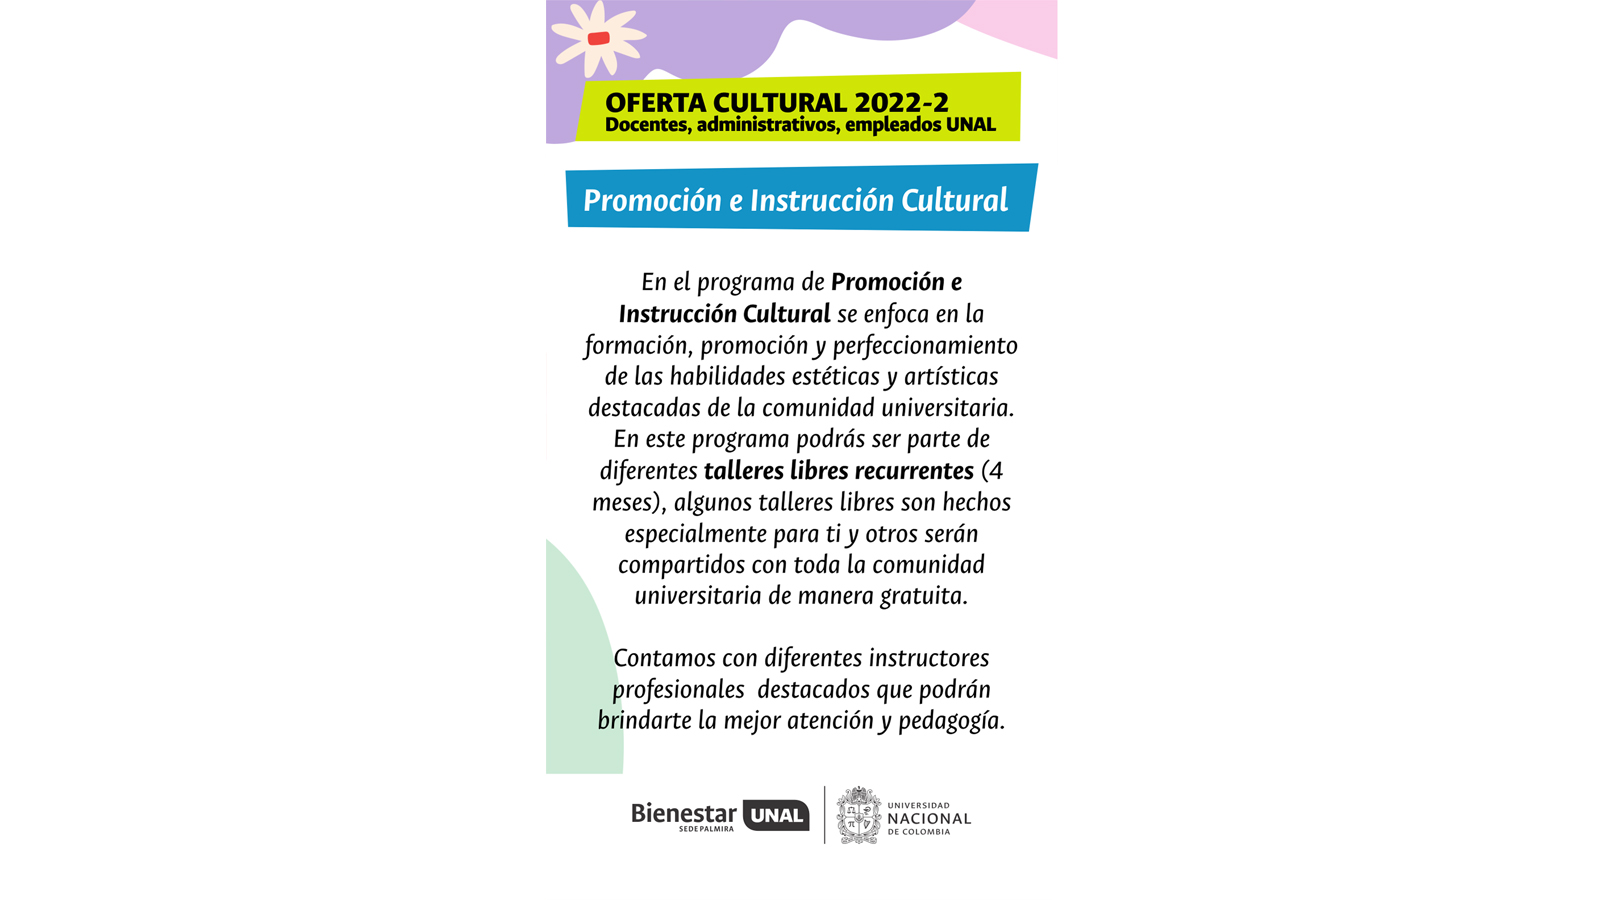 OFERTA CULTURAL 2022-2
Docentes, administrativos, empleados UNAL
Promoción e Instrucción Cultural
En el programa de Promoción e
Instrucción Cultural se enfoca en la
formación, promoción y perfeccionamiento
de las habilidades estéticas y artísticas
destacadas de la comunidad universitaria.
En este programa podrás ser parte de
diferentes talleres libres recurrentes (4
meses), algunos talleres libres son hechos
especialmente para ti y otros serán
compartidos con toda la comunidad
universitaria de manera gratuita.
Contamos con diferentes instructores
profesionales  destacados que podrán
brindarte la mejor atención y pedagogía.
Bienestar UNAL
SEDE PALMIRA
UNIVERSIDAD
NACIONAL
DE COLOMBIA